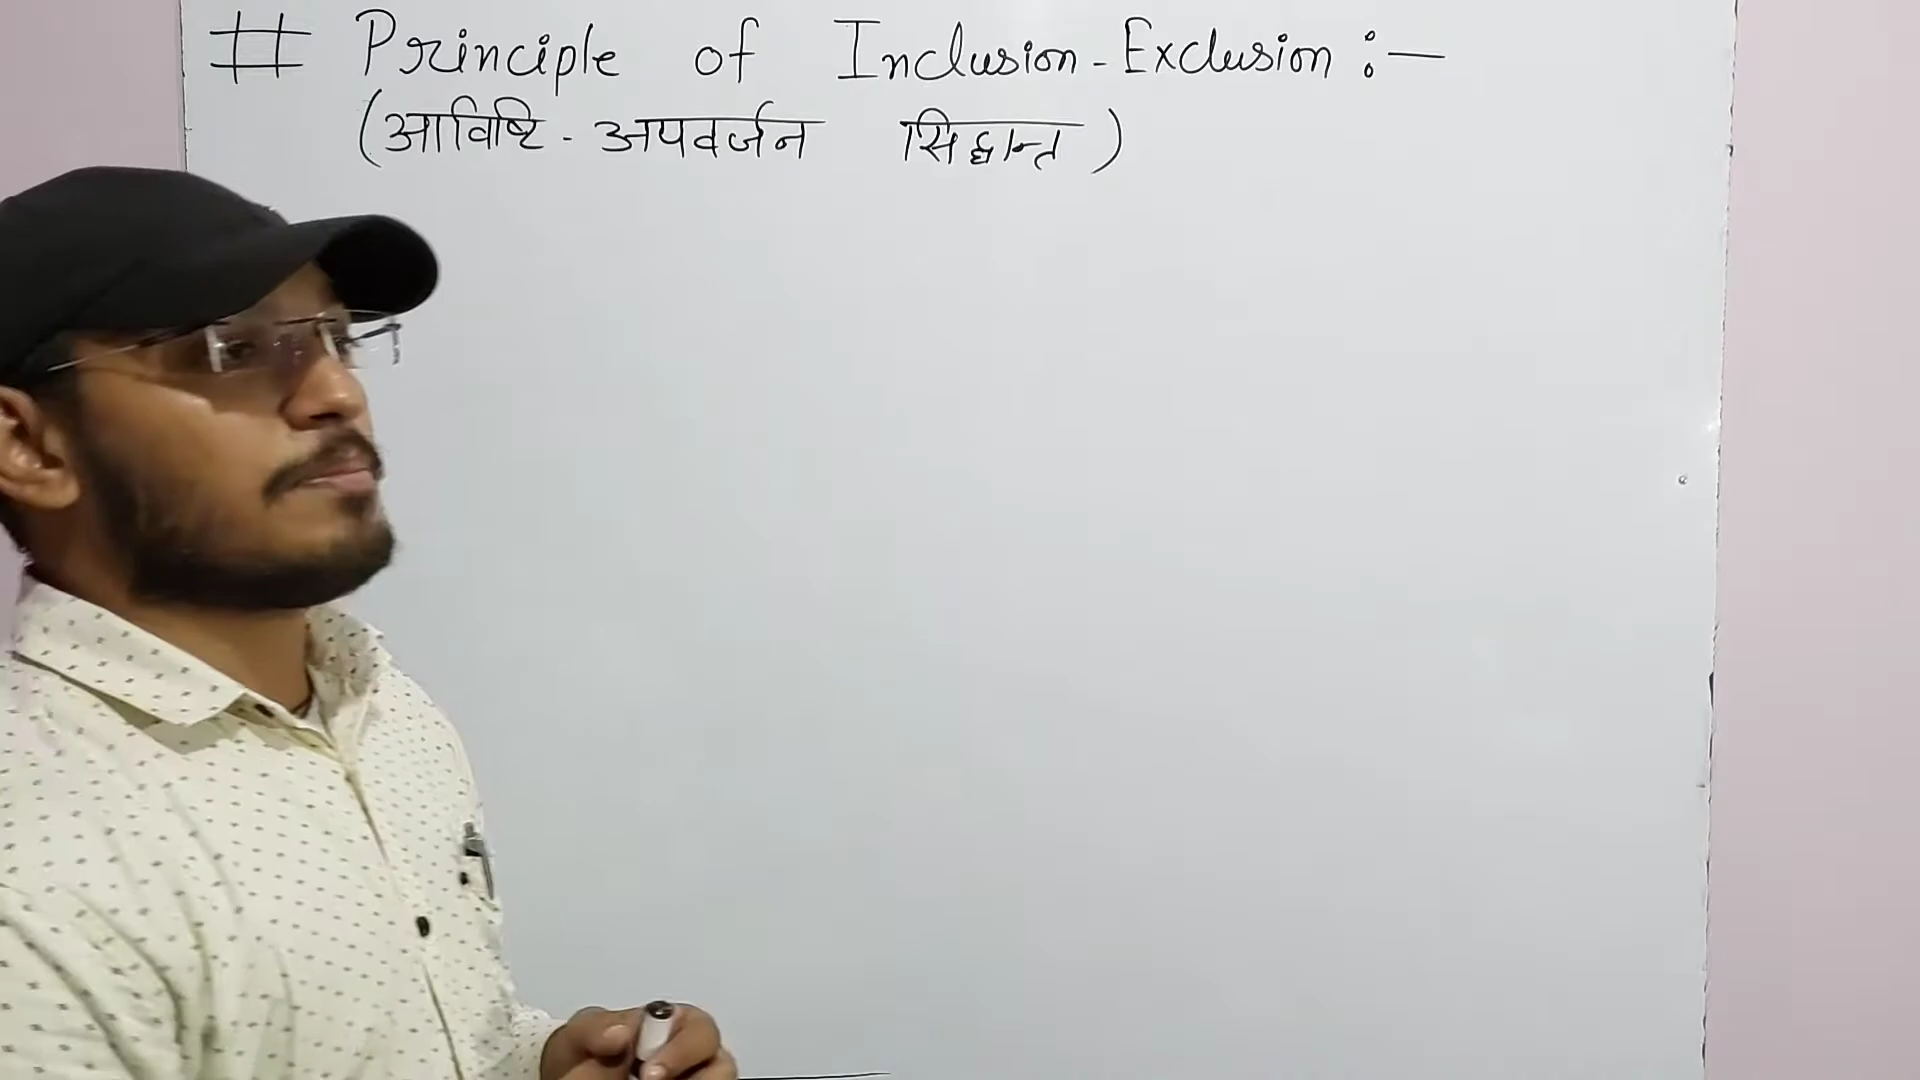 # Principle of Inclusion-Exclusion :—
(आविष्टि - अपवर्जन सिद्धान्त )